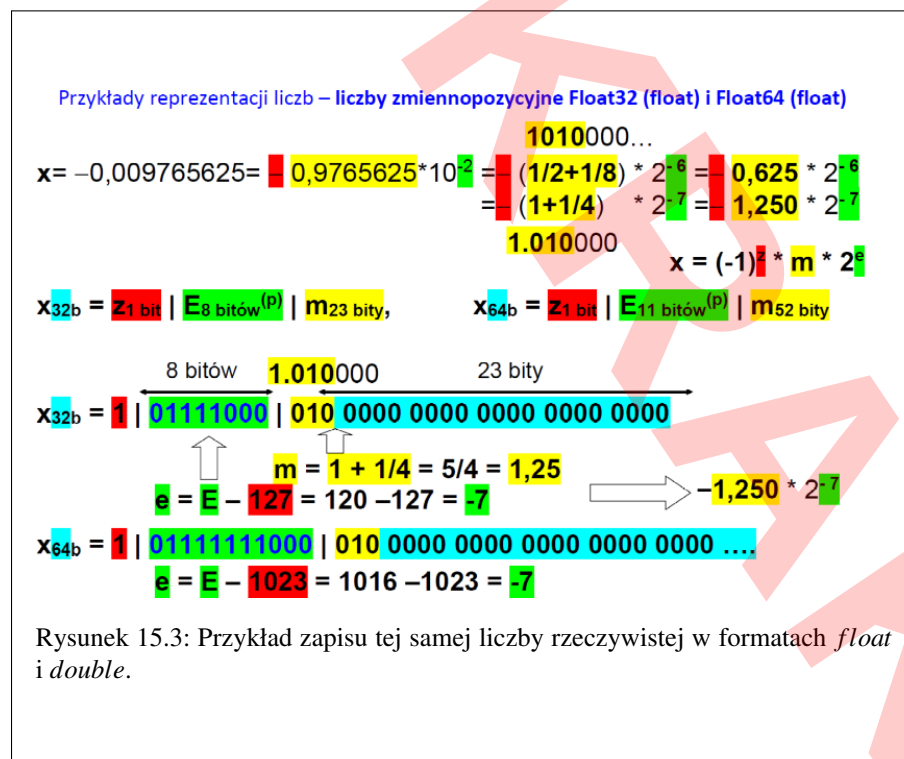 Przykłady reprezentacji liczb – liczby zmiennopozycyjne Float32 (float) i Float64 (float)
1010000...
x= –0,009765625= – 0,9765625*10-2 =– (1/2+1/8) * 2-6 =– 0,625 * 2-6
=– (1+1/4) * 2-7 =– 1,250 * 2-7
1.010000
x = (-1)z * m * 2e
x32b = z1 bit | E8 bitów(p) | m23 bity, x64b = z1 bit | E11 bitów(p) | m52 bity
8 bitów 1.010000 23 bity
x32b = 1 | 01111000 | 010 0000 0000 0000 0000 0000
m = 1 + 1/4 = 5/4 = 1,25
e = E – 127 = 120 –127 = -7 –1,250 * 2-7
x64b = 1 | 01111111000 | 010 0000 0000 0000 0000 0000 ....
e = E – 1023 = 1016 –1023 = -7
Rysunek 15.3: Przykład zapisu tej samej liczby rzeczywistej w formatach float
i double.